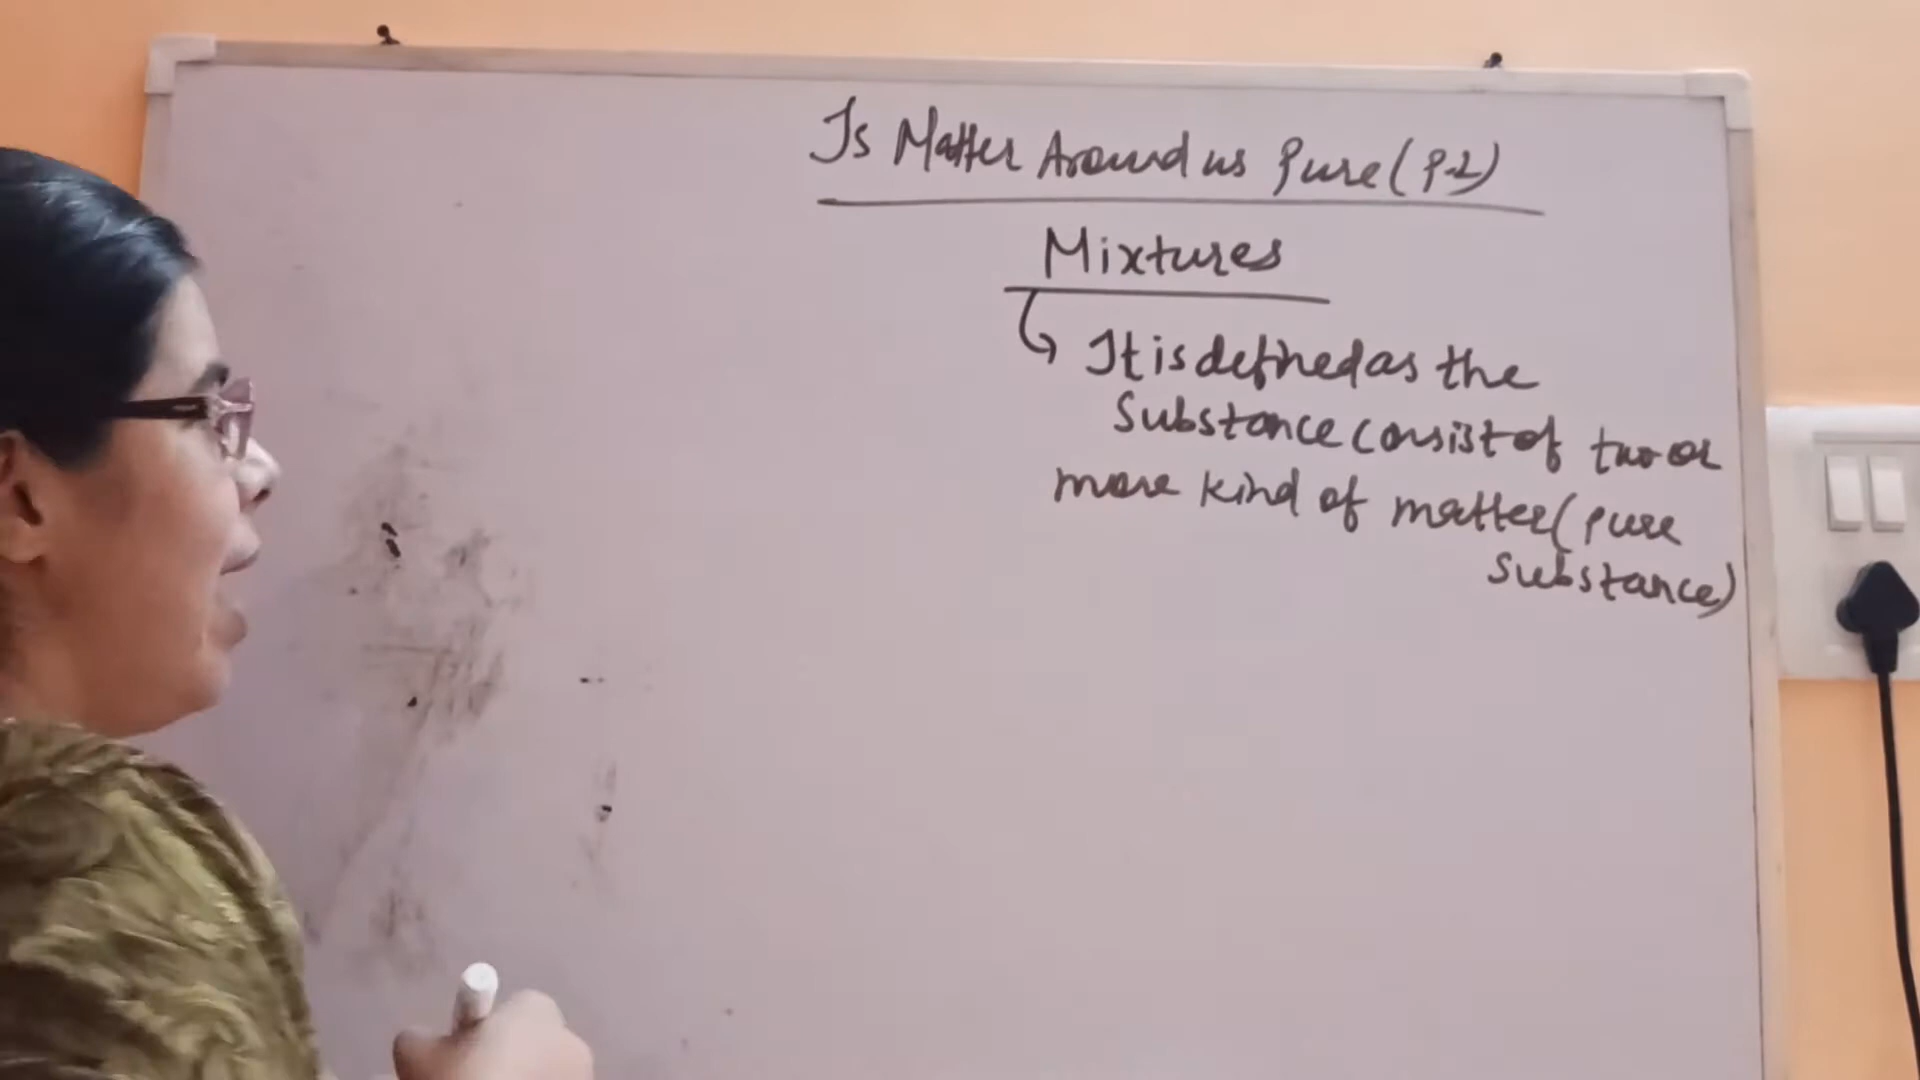 Is Matter Around us Pure (P-2)
Mixtures
It is defined as the
Substance consist of two or
more kind of matter (pure
substance)